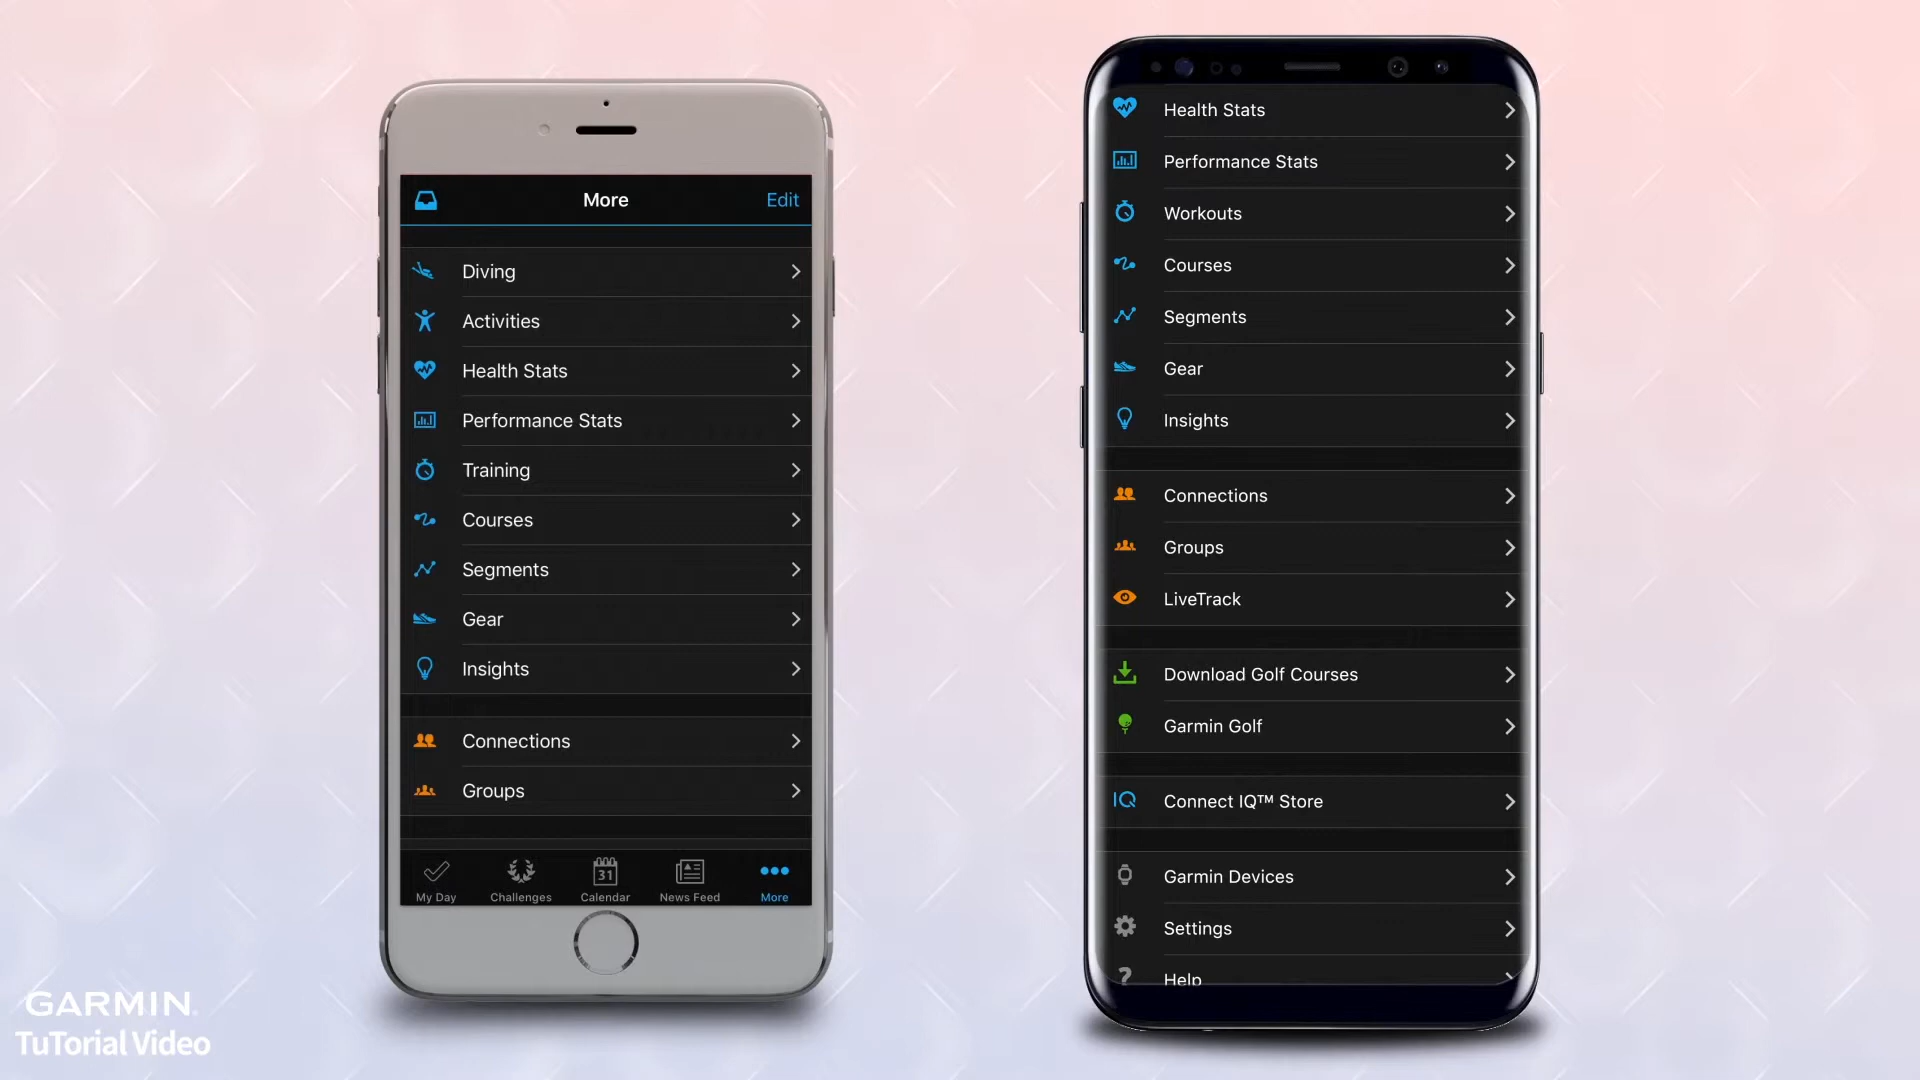 More
Edit
Diving
Activities
Health Stats
Performance Stats
Training
Courses
Segments
Gear
Insights
Connections
Groups
31
My Day
Challenges
Calendar
News Feed
More
Health Stats
Performance Stats
Workouts
Courses
Segments
Gear
Insights
Connections
Groups
LiveTrack
Download Golf Courses
Garmin Golf
IQ Connect IQ™ Store
Garmin Devices
Settings
? Help
GARMIN.
TuTorial Video